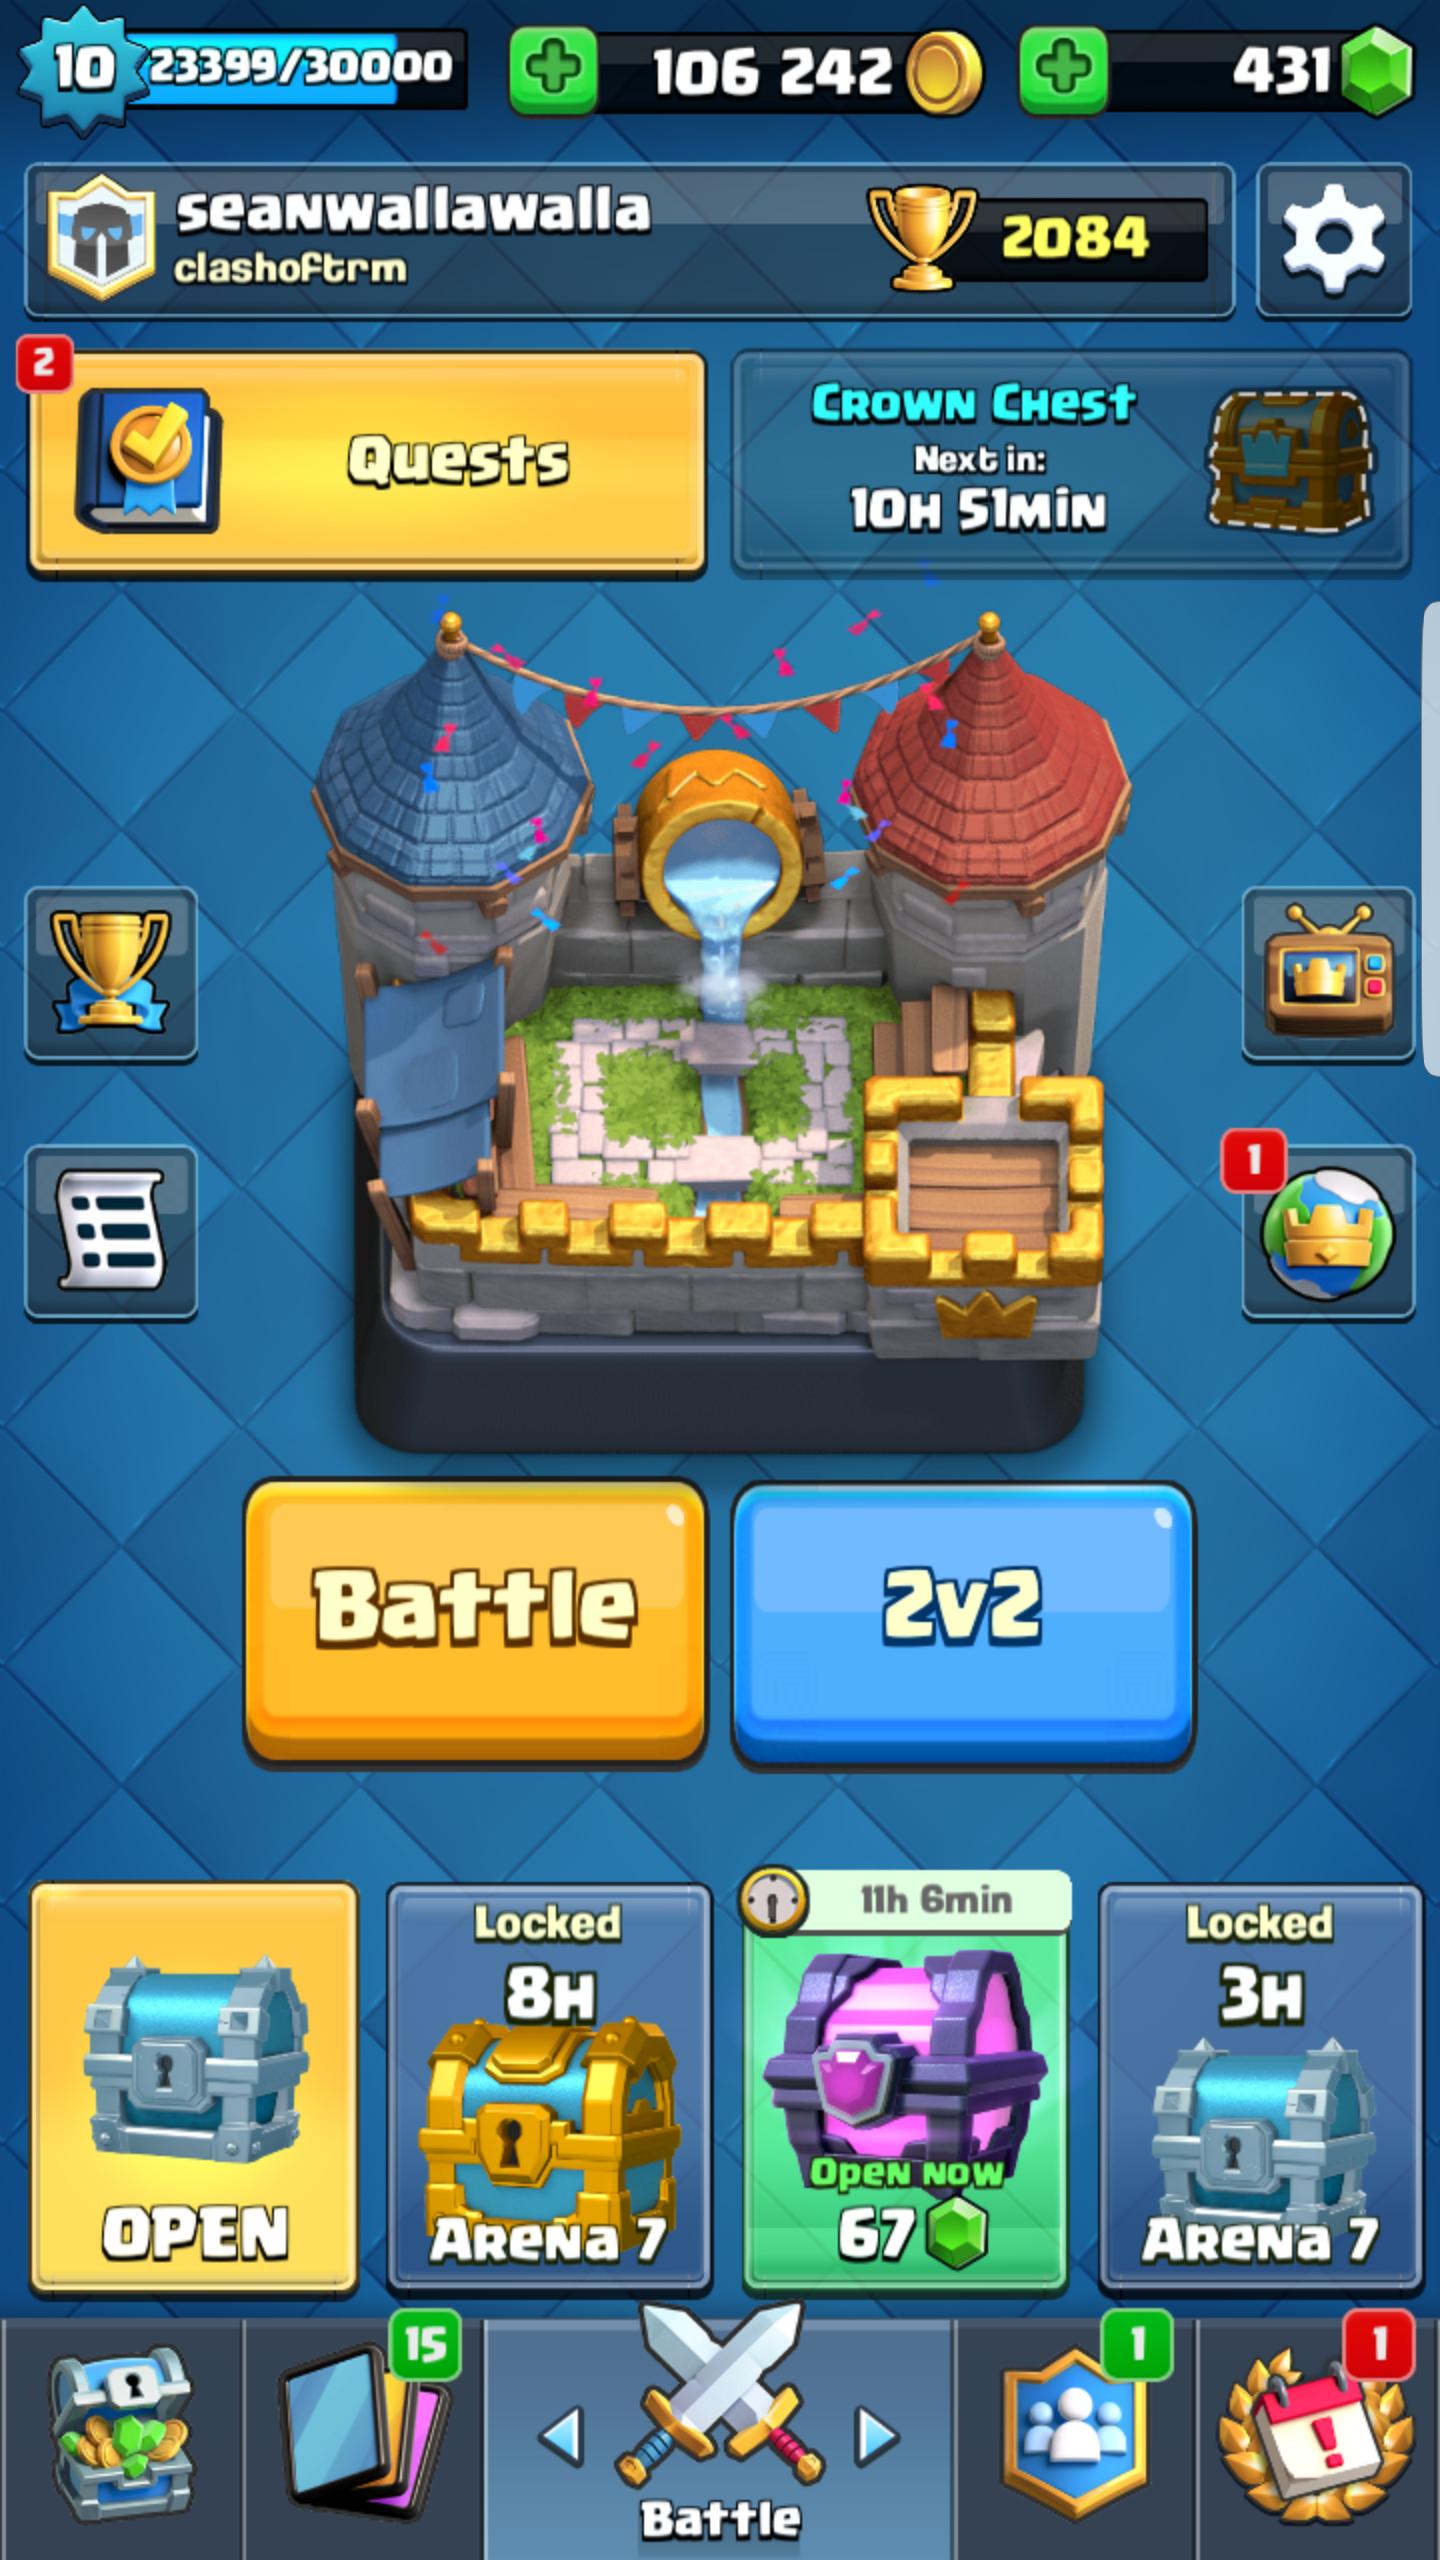 10 23399/30000 106 242 431
seanwallawalla
clashoftrm
2084
2
Quests
Crown Chest
Next in:
10H 51MIN
1
Battle
2v2
OPEN
Locked
8H
Arena 7
11h 6min
Open now
67
Locked
3H
Arena 7
15
1
1
Battle